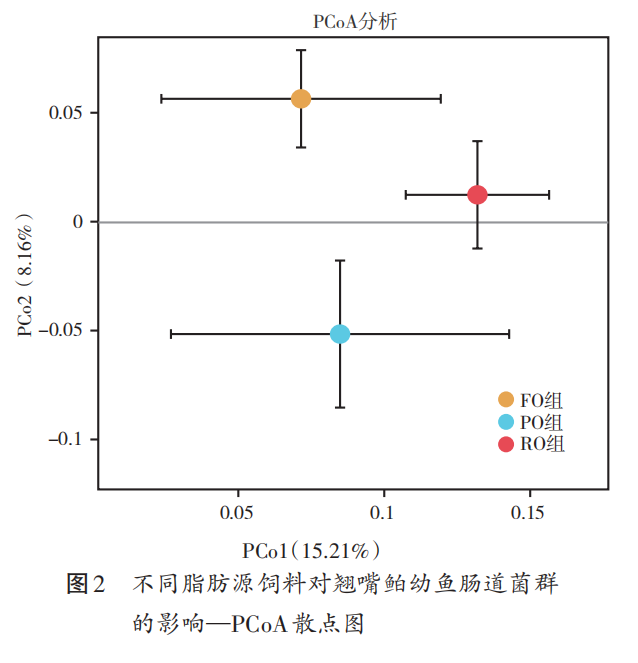 PCoA分析
0.05
0
−0.05
−0.1
PCo2（8.16%）
FO组
PO组
RO组
0.05 0.1 0.15
PCo1(15.21%)
图2 不同脂肪源饲料对翘嘴鲌幼鱼肠道菌群
的影响—PCoA散点图